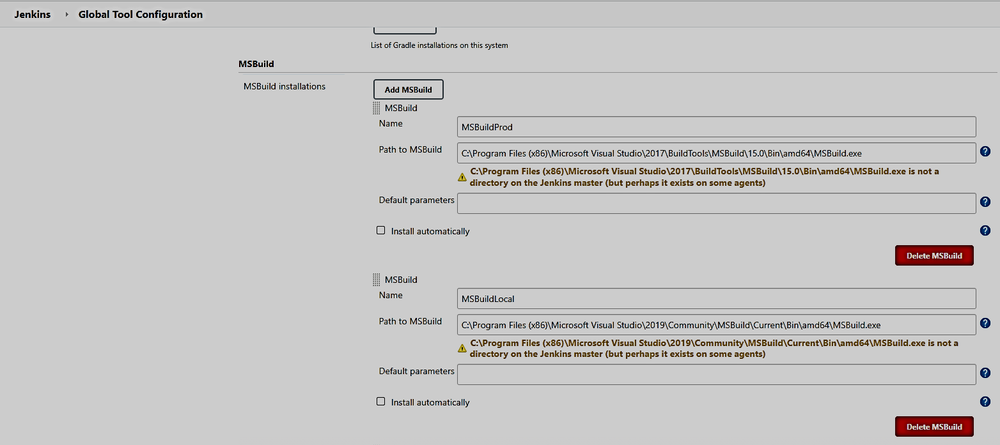 Jenkins
Global Tool Configuration
List of Gradle installations on this system
MSBuild
MSBuild installations
Add MSBuild
MSBuild
Name
MSBuildProd
Path to MSBuild
C:\Program Files (x86)\Microsoft Visual Studio\2017\BuildTools\MSBuild\15.0\Bin\amd64\MSBuild.exe
C:\Program Files (x86)\Microsoft Visual Studio\2017\BuildTools\MSBuild\15.0\Bin\amd64\MSBuild.exe is not a
directory on the Jenkins master (but perhaps it exists on some agents)
Default parameters
Install automatically
Delete MSBuild
MSBuild
Name
MSBuildLocal
Path to MSBuild
C:\Program Files (x86)\Microsoft Visual Studio\2019\Community\MSBuild\Current\Bin\amd64\MSBuild.exe
C:\Program Files (x86)\Microsoft Visual Studio\2019\Community\MSBuild\Current\Bin\amd64\MSBuild.exe is not a
directory on the Jenkins master (but perhaps it exists on some agents)
Default parameters
Install automatically
Delete MSBuild